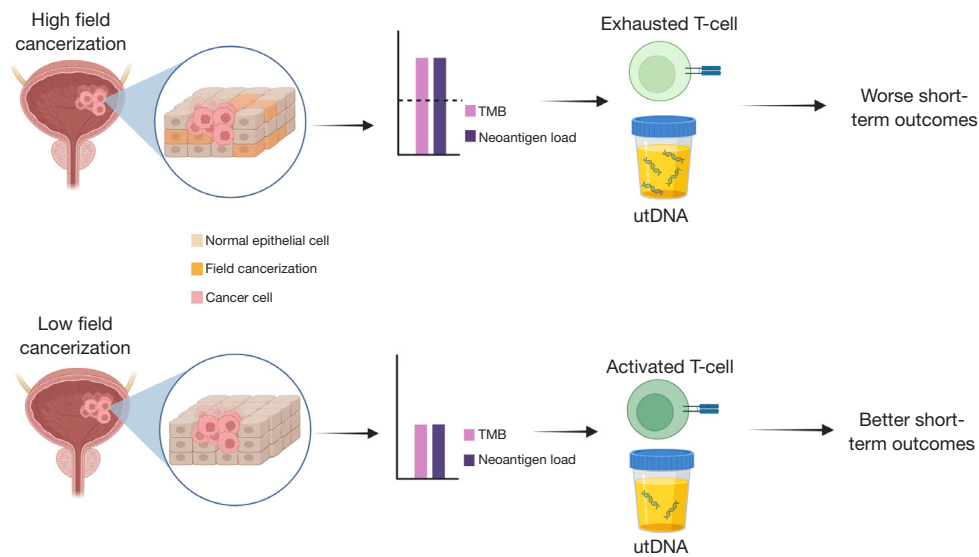 High field
cancerization
TMB
Neoantigen load
Exhausted T-cell
utDNA
Worse short-
term outcomes
Normal epithelial cell
Field cancerization
Cancer cell
Low field
cancerization
TMB
Neoantigen load
Activated T-cell
utDNA
Better short-
term outcomes